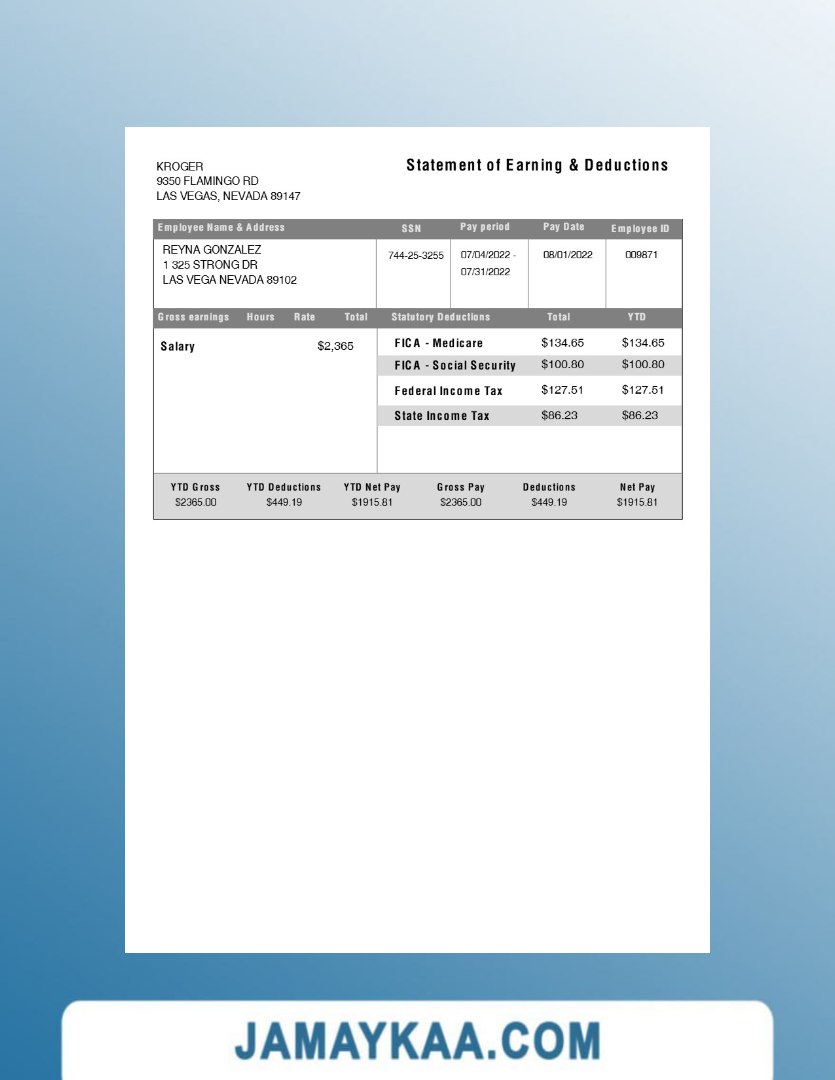 KROGER
9350 FLAMINGO RD
LAS VEGAS, NEVADA 89147
Statement of Earning & Deductions
Employee Name & Address SSN Pay period Pay Date Employee ID
REYNA GONZALEZ
1 325 STRONG DR
LAS VEGA NEVADA 89102
744-25-3255
07/04/2022 -
07/31/2022
08/01/2022
009871
Gross earnings Hours Rate Total Statutory Deductions Total YTD
Salary $2,365
FICA - Medicare $134.65 $134.65
FICA - Social Security $100.80 $100.80
Federal Income Tax $127.51 $127.51
State Income Tax $86.23 $86.23
YTD Gross YTD Deductions YTD Net Pay Gross Pay Deductions Net Pay
$2365.00 $449.19 $1915.81 $2365.00 $449.19 $1915.81
JAMAYKAA.COM